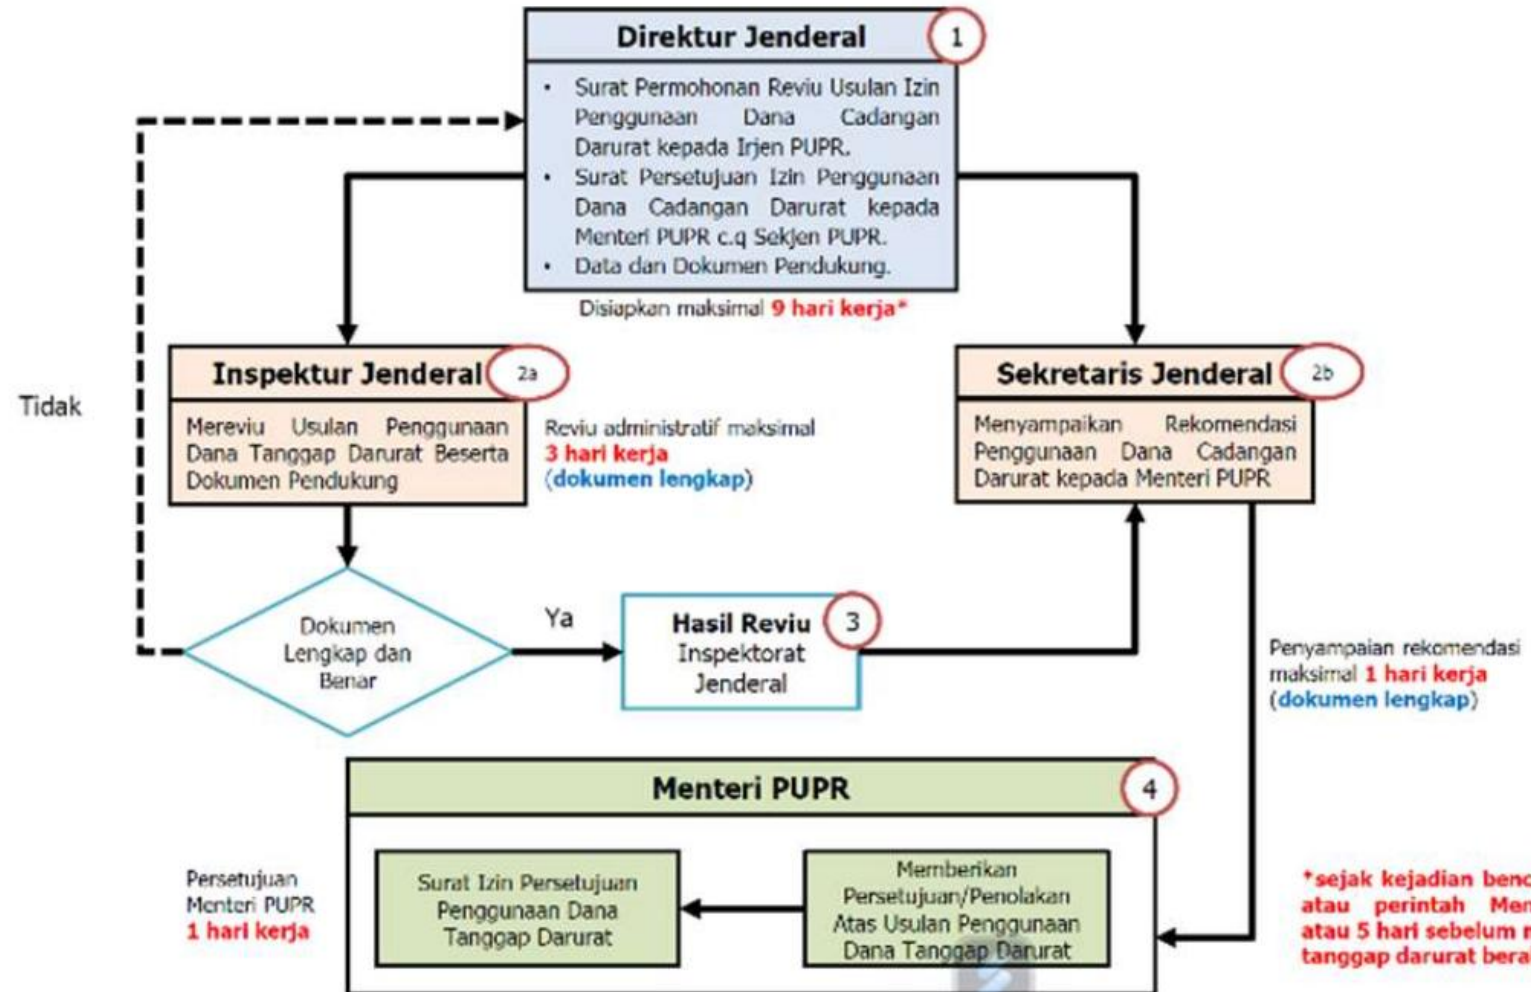 Direktur Jenderal
1
• Surat Permohonan Reviu Usulan Izin
Penggunaan Dana Cadangan
Darurat kepada Irjen PUPR.
• Surat Persetujuan Izin Penggunaan
Dana Cadangan Darurat kepada
Menteri PUPR c.q Sekjen PUPR.
• Data dan Dokumen Pendukung.
Disiapkan maksimal 9 hari kerja*
Tidak
Inspektur Jenderal
2a
Mereviu Usulan Penggunaan
Dana Tanggap Darurat Beserta
Dokumen Pendukung
Reviu administratif maksimal
3 hari kerja
(dokumen lengkap)
Sekretaris Jenderal
2b
Menyampaikan Rekomendasi
Penggunaan Dana Cadangan
Darurat kepada Menteri PUPR
Dokumen
Lengkap dan
Benar
Ya
Hasil Reviu
3
Inspektorat
Jenderal
Penyampaian rekomendasi
maksimal 1 hari kerja
(dokumen lengkap)
Menteri PUPR
4
Persetujuan
Menteri PUPR
1 hari kerja
Surat Izin Persetujuan
Penggunaan Dana
Tanggap Darurat
Memberikan
Persetujuan/Penolakan
Atas Usulan Penggunaan
Dana Tanggap Darurat
*sejak kejadian
atau perintah
atau 5 hari sebelum
tanggap darurat